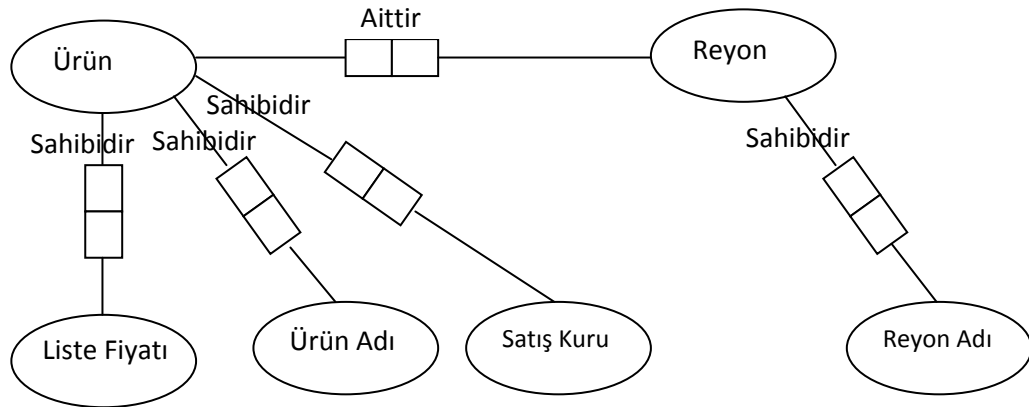 Aittir
Ürün
Reyon
Sahibidir
Sahibidir
Sahibidir
Sahibidir
Liste Fiyatı
Ürün Adı
Satış Kuru
Reyon Adı